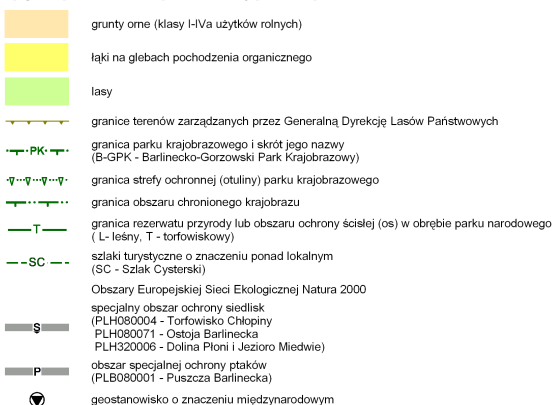 grunty orne (klasy I-IVa użytków rolnych)
łąki na glebach pochodzenia organicznego
lasy
granice terenów zarządzanych przez Generalną Dyrekcję Lasów Państwowych
PK granica parku krajobrazowego i skrót jego nazwy
(B-GPK - Barlinecko-Gorzowski Park Krajobrazowy)
granica strefy ochronnej (otuliny) parku krajobrazowego
granica obszaru chronionego krajobrazu
T granica rezerwatu przyrody lub obszaru ochrony ścisłej (os) w obrębie parku narodowego
( L- leśny, T - torfowiskowy)
SC szlaki turystyczne o znaczeniu ponad lokalnym
(SC - Szlak Cysterski)
Obszary Europejskiej Sieci Ekologicznej Natura 2000
specjalny obszar ochrony siedlisk
S (PLH080004 - Torfowisko Chłopiny
PLH080071 - Ostoja Barlinecka
PLH320006 - Dolina Płoni i Jezioro Miedwie)
P obszar specjalnej ochrony ptaków
(PLB080001 - Puszcza Barlinecka)
geostanowisko o znaczeniu międzynarodowym